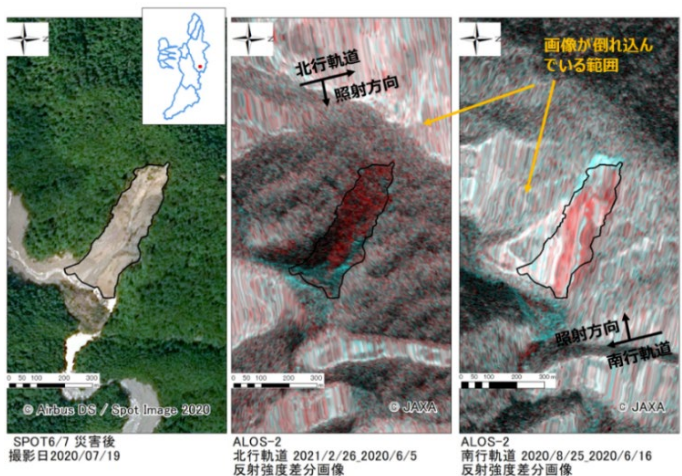 画像が倒れ込ん
でいる範囲
北行軌道
照射方向
照射方向
南行軌道
0 50 100 200 300
m
0 50 100 200 300
m
0 50 100 200 300
m
© Airbus DS / Spot Image 2020
© JAXA
© JAXA
SPOT6/7 災害後
撮影日2020/07/19
ALOS-2
北行軌道 2021/2/26_2020/6/5
反射強度差分画像
ALOS-2
南行軌道 2020/8/25_2020/6/16
反射強度差分画像